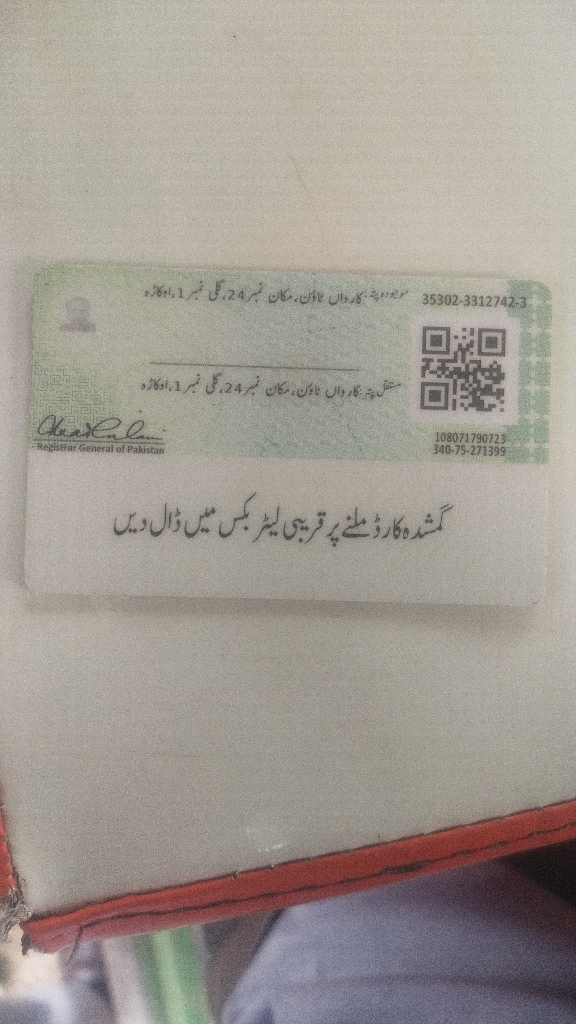 موجودہ پتہ: کارواں ٹاؤن، مکان نمبر 24، گلی نمبر 1، اوکاڑہ
35302-3312742-3
مستقل پتہ: کارواں ٹاؤن، مکان نمبر 24، گلی نمبر 1، اوکاڑہ
Registrar General of Pakistan
108071790723
340-75-271399
گمشدہ کارڈ ملنے پر قریبی لیٹر بکس میں ڈال دیں